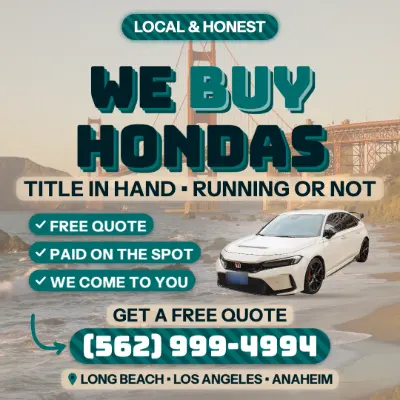 LOCAL & HONEST
WE BUY
HONDAS
TITLE IN HAND • RUNNING OR NOT
FREE QUOTE
PAID ON THE SPOT
WE COME TO YOU
GET A FREE QUOTE
(562) 999-4994
LONG BEACH • LOS ANGELES • ANAHEIM